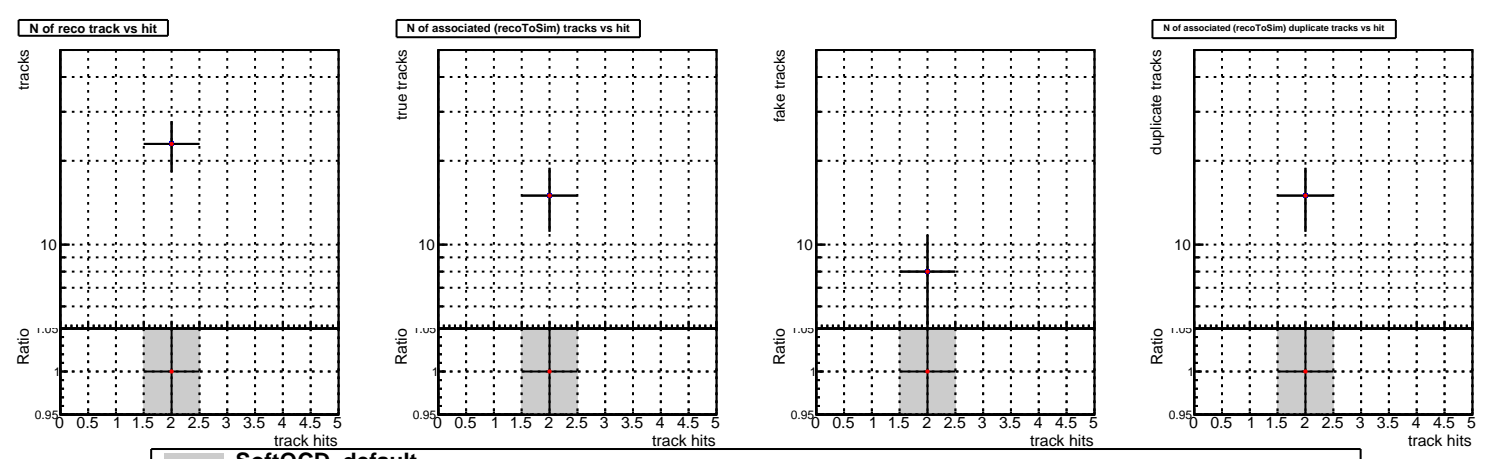 N of reco track vs hit
tracks
10
1.05
Ratio
1
0.95
0 0.5 1 1.5 2 2.5 3 3.5 4 4.5 5
track hits
N of associated (recoToSim) tracks vs hit
true tracks
10
1.05
Ratio
1
0.95
0 0.5 1 1.5 2 2.5 3 3.5 4 4.5 5
track hits
fake tracks
10
1.05
Ratio
1
0.95
0 0.5 1 1.5 2 2.5 3 3.5 4 4.5 5
track hits
N of associated (recoToSim) duplicate tracks vs hit
duplicate tracks
10
1.05
Ratio
1
0.95
0 0.5 1 1.5 2 2.5 3 3.5 4 4.5 5
track hits
SoftQCD_default